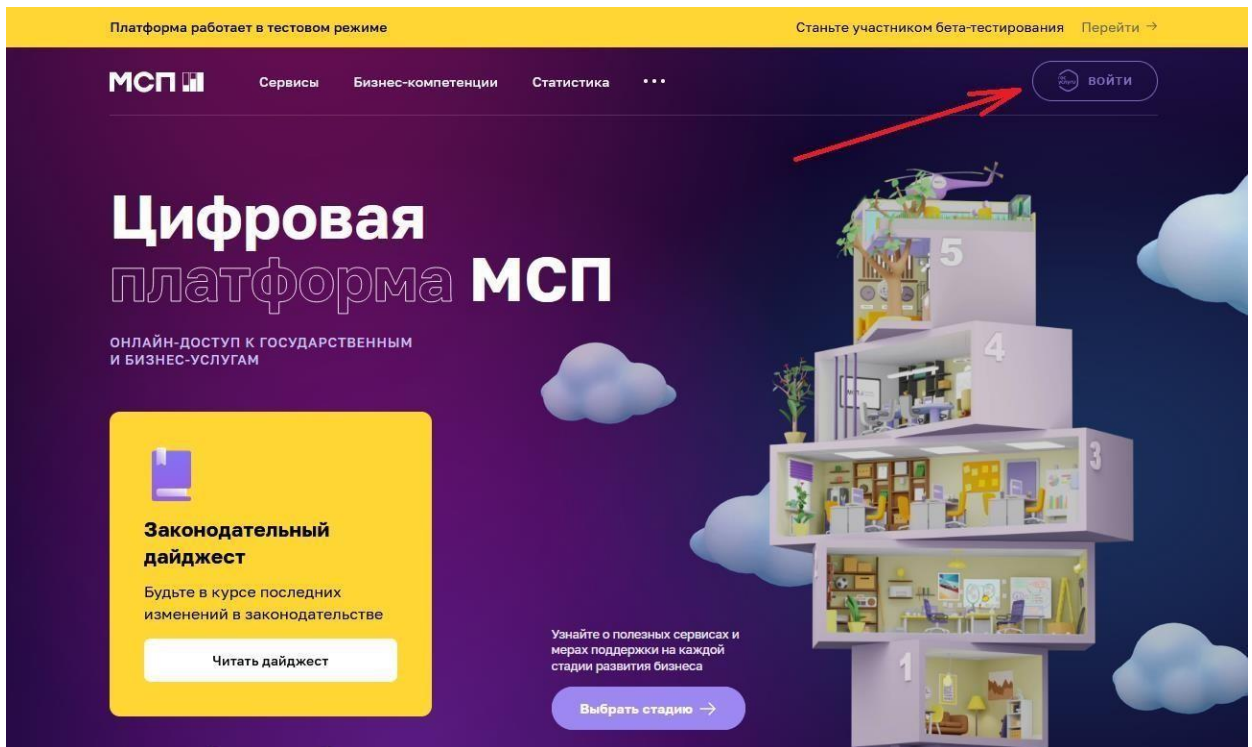 Платформа работает в тестовом режиме
Станьте участником бета-тестирования Перейти →
МСП
Сервисы Бизнес-компетенции Статистика •••
ВОЙТИ
Цифровая
платформа МСП
ОНЛАЙН-ДОСТУП К ГОСУДАРСТВЕННЫМ
И БИЗНЕС-УСЛУГАМ
Законодательный
дайджест
Будьте в курсе последних
изменений в законодательстве
Читать дайджест
Узнайте о полезных сервисах и
мерах поддержки на каждой
стадии развития бизнеса
Выбрать стадию →
5
4
3
1